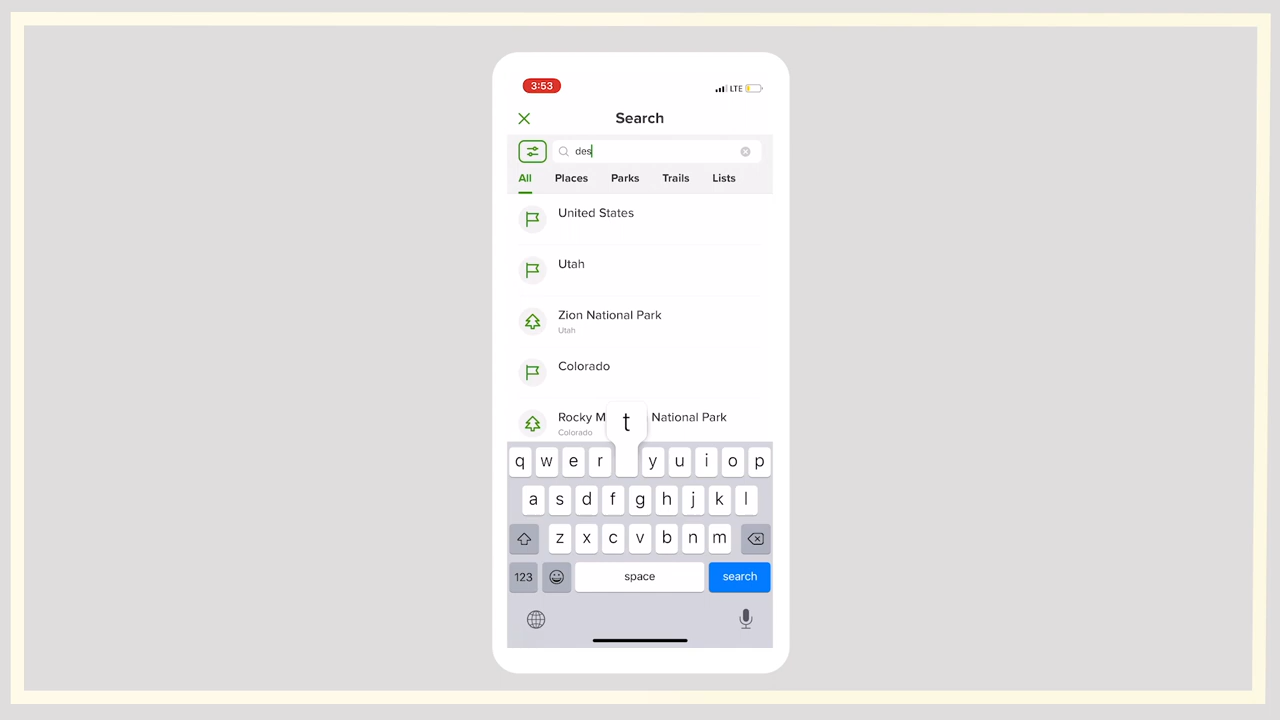 3:53
LTE
Search
des
All Places Parks Trails Lists
United States
Utah
Zion National Park
Utah
Colorado
Rocky M National Park
Colorado
t
q w e r y u i o p
a s d f g h j k l
z x c v b n m
123 space search